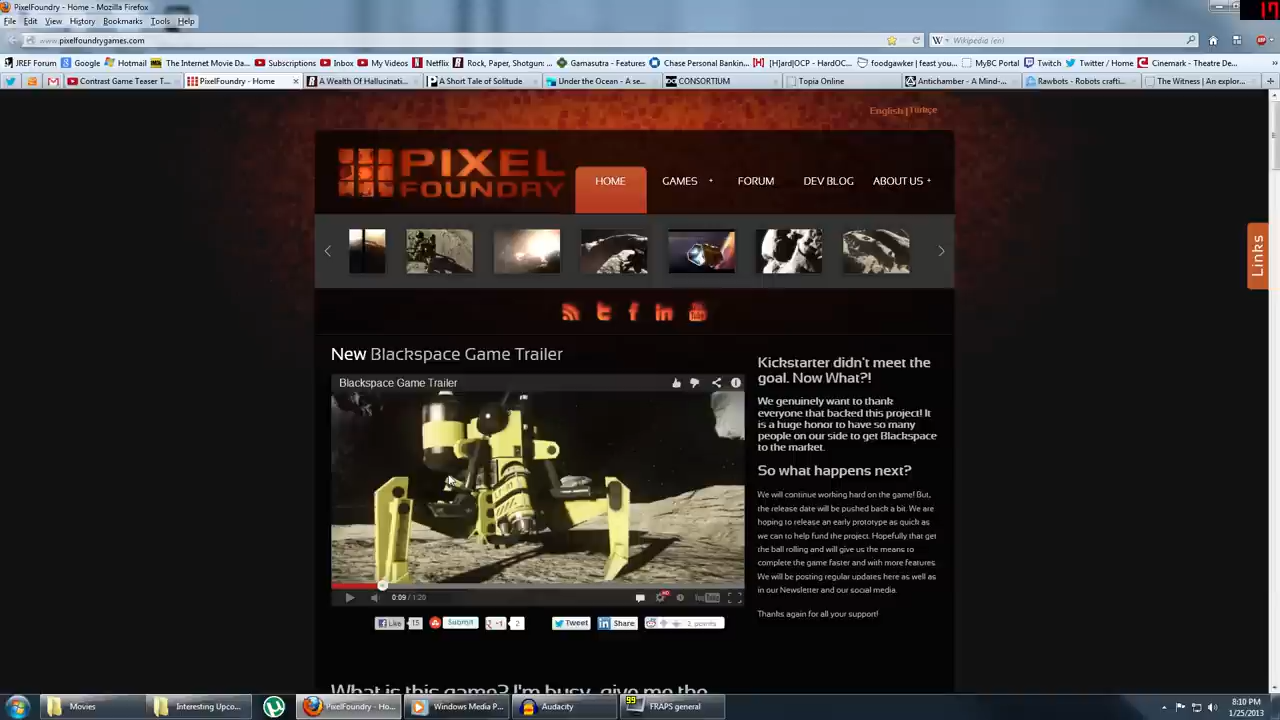 PixelFoundry - Home - Mozilla Firefox
17
File Edit View History Bookmarks Tools Help
www.pixelfoundrygames.com
Wikipedia (en)
JREF Forum Google Hotmail The Internet Movie Da... Subscriptions Inbox My Videos Netflix Rock, Paper, Shotgun:... Gamasutra - Features Chase Personal Banking... [H]ard|OCP - HardOC... foodgawker | feast you... MyBC Portal Twitch Twitter / Home Cinemark - Theatre De...
Contrast Game Teaser T... PixelFoundry - Home A Wealth Of Hallucinati... A Short Tale of Solitude... Under the Ocean - A se... CONSORTIUM Topia Online Antichamber - A Mind-... Rawbots - Robots crafti... The Witness | An explor...
English | Türkçe
PIXEL
FOUNDRY
HOME GAMES + FORUM DEV BLOG ABOUT US +
Links
New Blackspace Game Trailer
Blackspace Game Trailer
0:09 / 1:20
Like 15 Submit +1 2 Tweet Share 2 points
Kickstarter didn't meet the
goal. Now What?!
We genuinely want to thank
everyone that backed this project! It
is a huge honor to have so many
people on our side to get Blackspace
to the market.
So what happens next?
We will continue working hard on the game! But,
the release date will be pushed back a bit. We are
hoping to release an early prototype as quick as
we can to help fund the project. Hopefully that get
the ball rolling and will give us the means to
complete the game faster and with more features.
We will be posting regular updates here as well as
in our Newsletter and our social media.
Thanks again for all your support!
What is this game? I'm busy, give me the
Movies Interesting Upco... PixelFoundry - Ho... Windows Media P... Audacity 99 FRAPS general
8:10 PM
1/25/2013